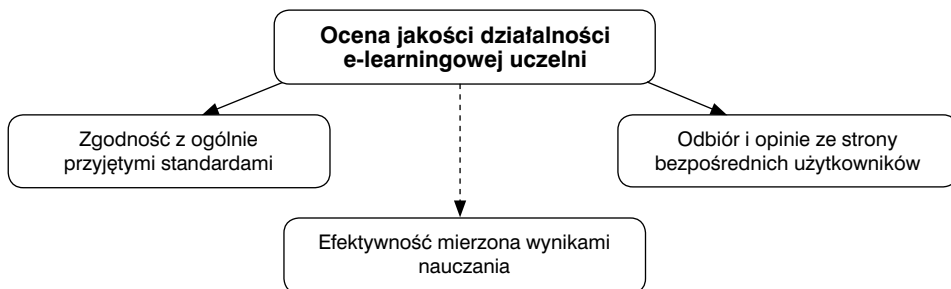 Ocena jakości działalności
e-learningowej uczelni
Zgodność z ogólnie
przyjętymi standardami
Odbiór i opinie ze strony
bezpośrednich użytkowników
Efektywność mierzona wynikami
nauczania